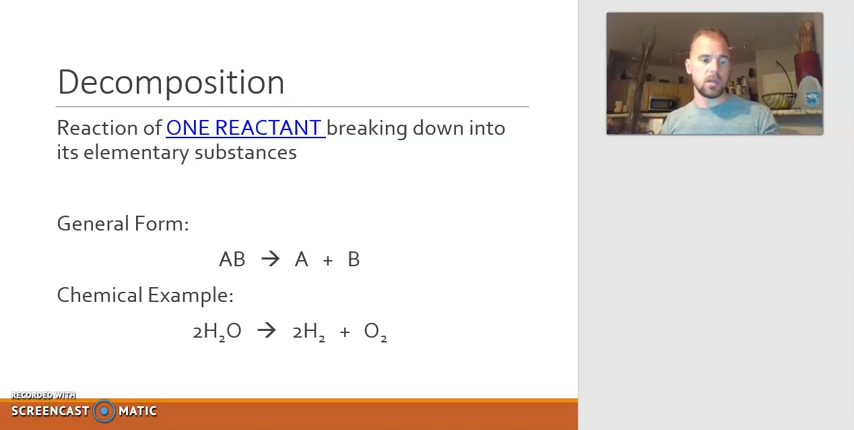 Decomposition
Reaction of ONE REACTANT breaking down into
its elementary substances
General Form:
AB → A + B
Chemical Example:
2H₂O → 2H₂ + O₂
RECORDED WITH
SCREENCAST MATIC